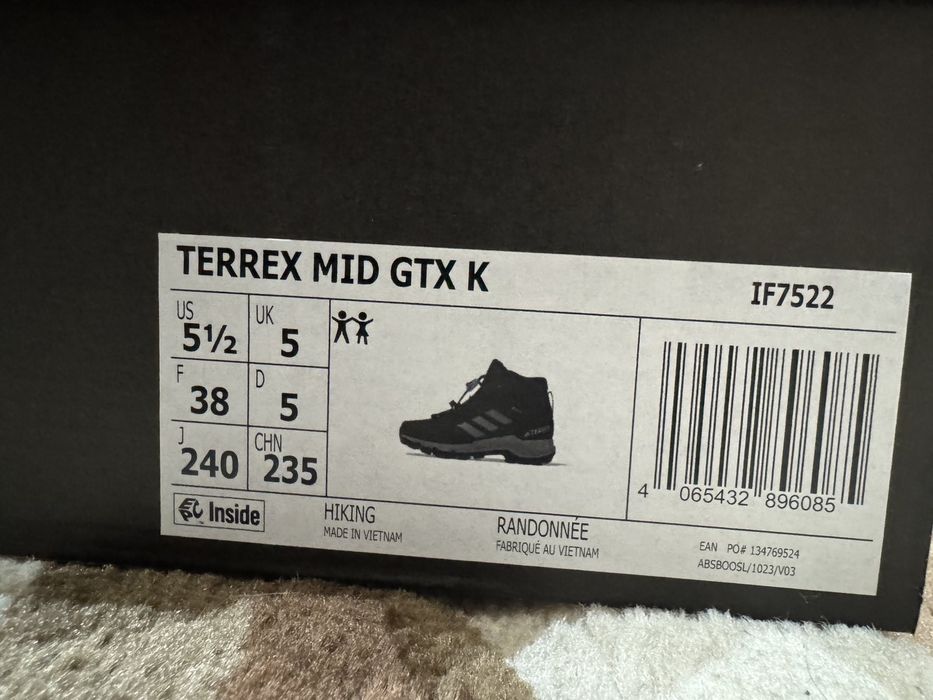 TERREX MID GTX K
IF7522
US
5½
UK
5
F
38
D
5
J
240
CHN
235
4 065432 896085
Inside
HIKING
MADE IN VIETNAM
RANDONNÉE
FABRIQUÉ AU VIETNAM
EAN PO# 134769524
ABSBOOSL/1023/V03